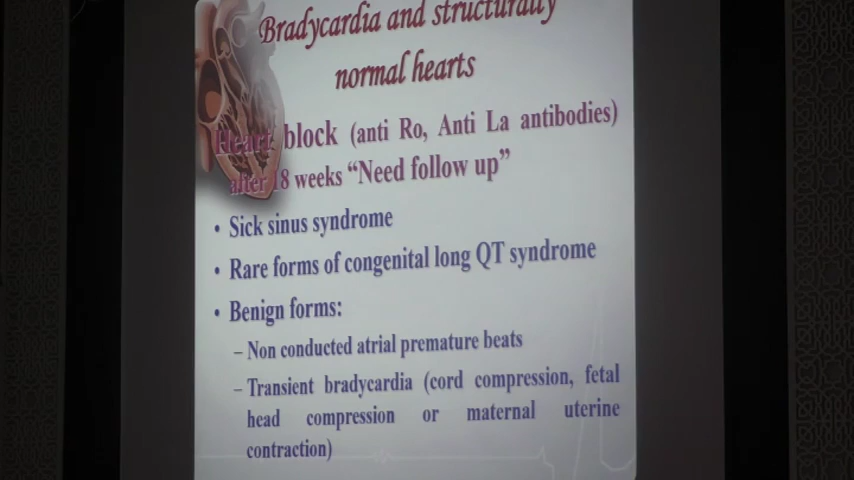 Bradycardia and structurally
normal hearts
Heart block (anti Ro, Anti La antibodies)
after 18 weeks “Need follow up”
• Sick sinus syndrome
• Rare forms of congenital long QT syndrome
• Benign forms:
– Non conducted atrial premature beats
– Transient bradycardia (cord compression, fetal
head compression or maternal uterine
contraction)